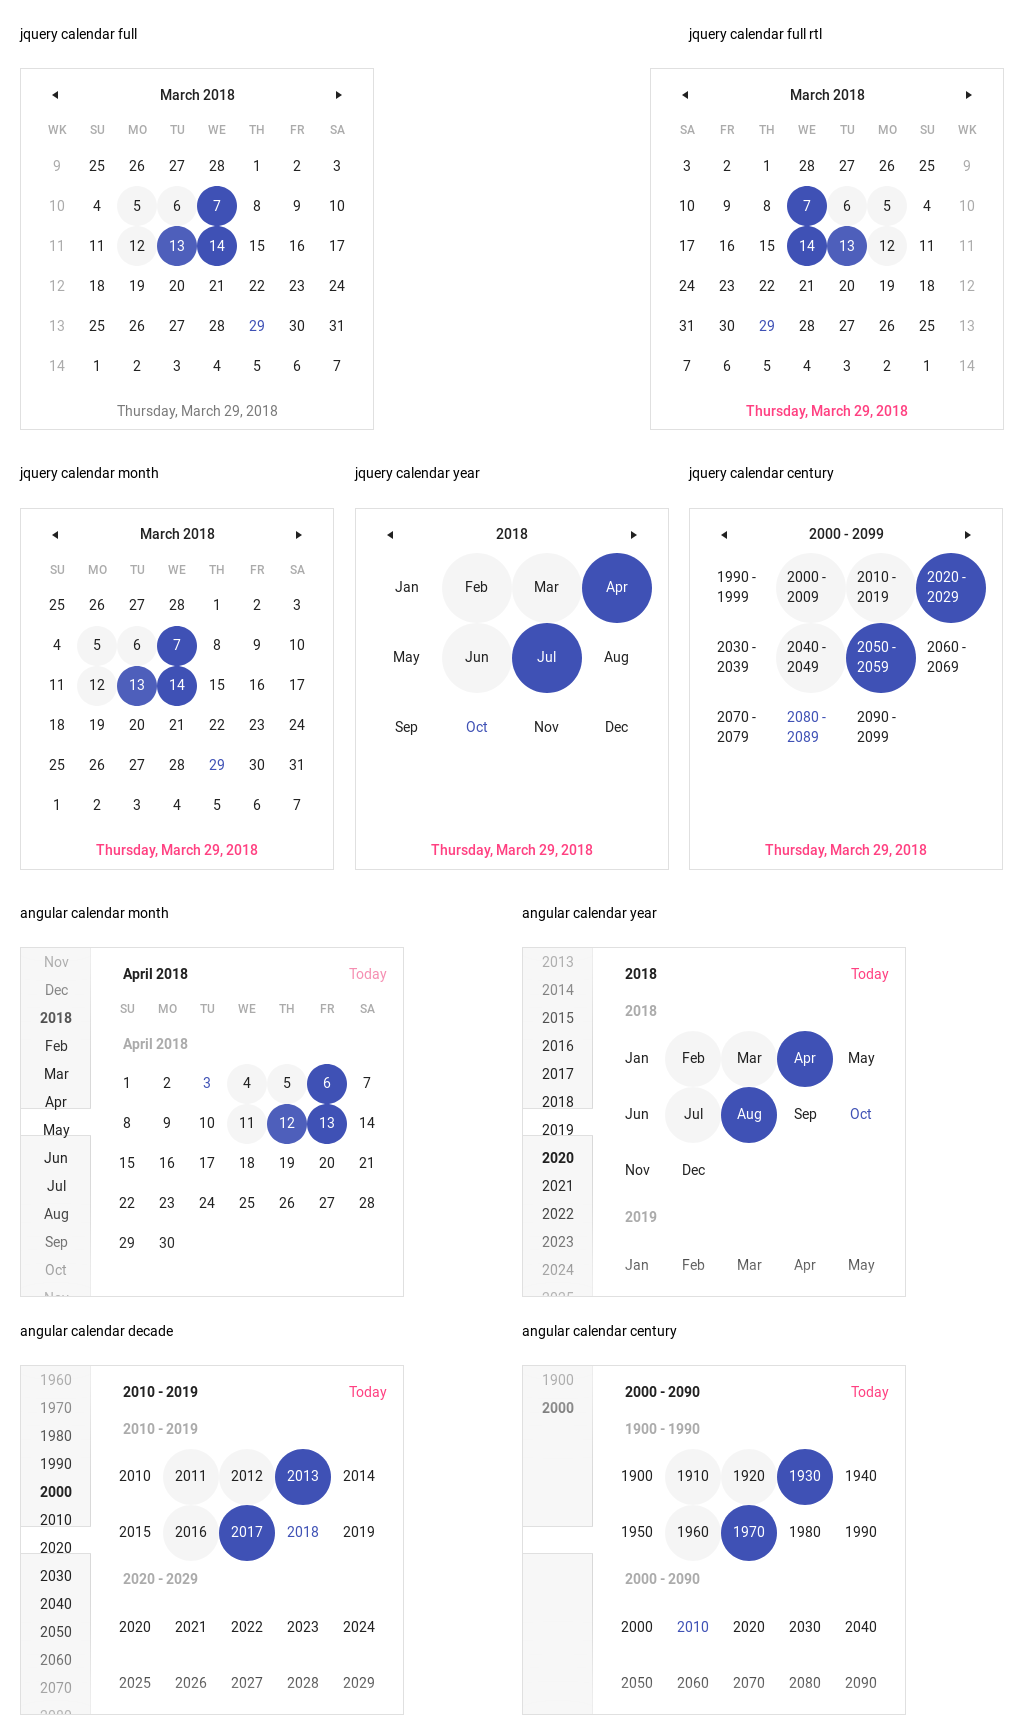 jquery calendar full
March 2018
WK SU MO TU WE TH FR SA
9 25 26 27 28 1 2 3
10 4 5 6 7 8 9 10
11 11 12 13 14 15 16 17
12 18 19 20 21 22 23 24
13 25 26 27 28 29 30 31
14 1 2 3 4 5 6 7
Thursday, March 29, 2018
jquery calendar full rtl
March 2018
SA FR TH WE TU MO SU WK
3 2 1 28 27 26 25 9
10 9 8 7 6 5 4 10
17 16 15 14 13 12 11 11
24 23 22 21 20 19 18 12
31 30 29 28 27 26 25 13
7 6 5 4 3 2 1 14
Thursday, March 29, 2018
jquery calendar month
March 2018
SU MO TU WE TH FR SA
25 26 27 28 1 2 3
4 5 6 7 8 9 10
11 12 13 14 15 16 17
18 19 20 21 22 23 24
25 26 27 28 29 30 31
1 2 3 4 5 6 7
Thursday, March 29, 2018
jquery calendar year
2018
Jan Feb Mar Apr
May Jun Jul Aug
Sep Oct Nov Dec
Thursday, March 29, 2018
jquery calendar century
2000 - 2099
1990 - 2000 - 2010 - 2020 -
1999 2009 2019 2029
2030 - 2040 - 2050 - 2060 -
2039 2049 2059 2069
2070 - 2080 - 2090 -
2079 2089 2099
Thursday, March 29, 2018
angular calendar month
Nov
Dec
2018
Feb
Mar
Apr
May
Jun
Jul
Aug
Sep
Oct
Nov
April 2018 Today
SU MO TU WE TH FR SA
April 2018
1 2 3 4 5 6 7
8 9 10 11 12 13 14
15 16 17 18 19 20 21
22 23 24 25 26 27 28
29 30
angular calendar year
2013
2014
2015
2016
2017
2018
2019
2020
2021
2022
2023
2024
2025
2018 Today
2018
Jan Feb Mar Apr May
Jun Jul Aug Sep Oct
Nov Dec
2019
Jan Feb Mar Apr May
angular calendar decade
1960
1970
1980
1990
2000
2010
2020
2030
2040
2050
2060
2070
2080
2010 - 2019 Today
2010 - 2019
2010 2011 2012 2013 2014
2015 2016 2017 2018 2019
2020 - 2029
2020 2021 2022 2023 2024
2025 2026 2027 2028 2029
angular calendar century
1900
2000
2000 - 2090 Today
1900 - 1990
1900 1910 1920 1930 1940
1950 1960 1970 1980 1990
2000 - 2090
2000 2010 2020 2030 2040
2050 2060 2070 2080 2090